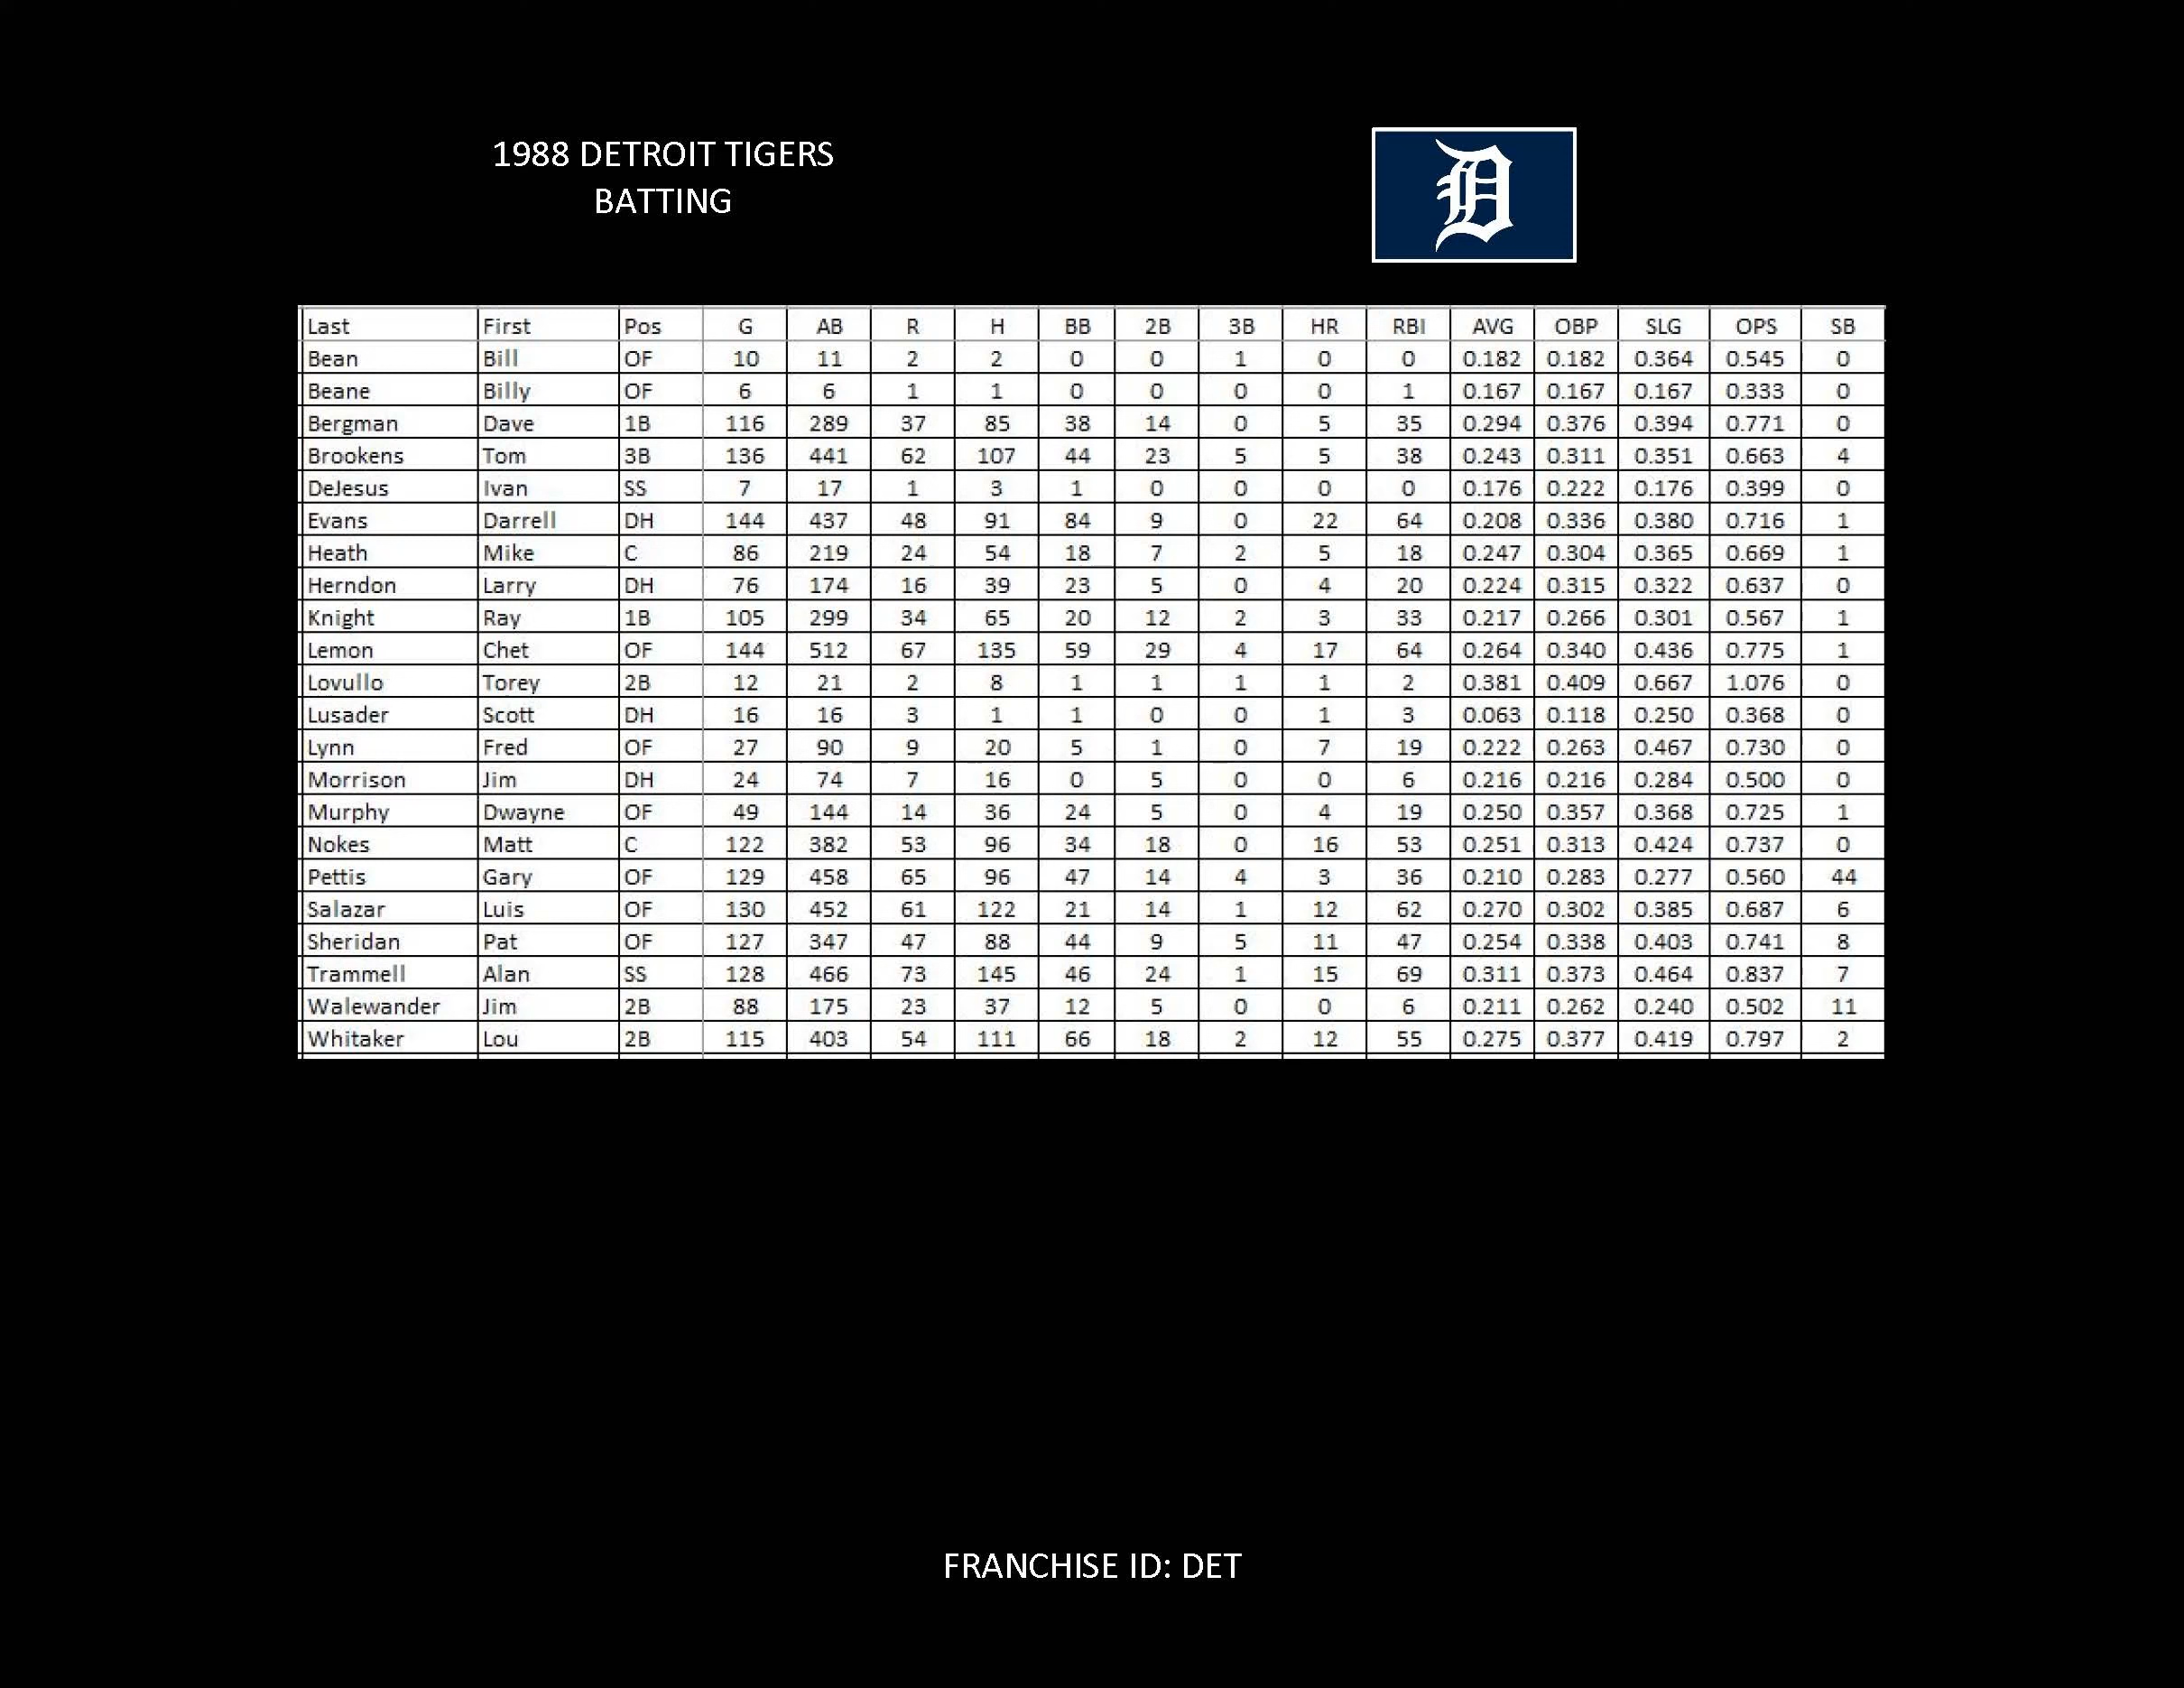 1988 DETROIT TIGERS
BATTING
D
Last First Pos G AB R H BB 2B 3B HR RBI AVG OBP SLG OPS SB
Bean Bill OF 10 11 2 2 0 0 1 0 0 0.182 0.182 0.364 0.545 0
Beane Billy OF 6 6 1 1 0 0 0 0 1 0.167 0.167 0.167 0.333 0
Bergman Dave 1B 116 289 37 85 38 14 0 5 35 0.294 0.376 0.394 0.771 0
Brookens Tom 3B 136 441 62 107 44 23 5 5 38 0.243 0.311 0.351 0.663 4
DeJesus Ivan SS 7 17 1 3 1 0 0 0 0 0.176 0.222 0.176 0.399 0
Evans Darrell DH 144 437 48 91 84 9 0 22 64 0.208 0.336 0.380 0.716 1
Heath Mike C 86 219 24 54 18 7 2 5 18 0.247 0.304 0.365 0.669 1
Herndon Larry DH 76 174 16 39 23 5 0 4 20 0.224 0.315 0.322 0.637 0
Knight Ray 1B 105 299 34 65 20 12 2 3 33 0.217 0.266 0.301 0.567 1
Lemon Chet OF 144 512 67 135 59 29 4 17 64 0.264 0.340 0.436 0.775 1
Lovullo Torey 2B 12 21 2 8 1 1 1 1 2 0.381 0.409 0.667 1.076 0
Lusader Scott DH 16 16 3 1 1 0 0 1 3 0.063 0.118 0.250 0.368 0
Lynn Fred OF 27 90 9 20 5 1 0 7 19 0.222 0.263 0.467 0.730 0
Morrison Jim DH 24 74 7 16 0 5 0 0 6 0.216 0.216 0.284 0.500 0
Murphy Dwayne OF 49 144 14 36 24 5 0 4 19 0.250 0.357 0.368 0.725 1
Nokes Matt C 122 382 53 96 34 18 0 16 53 0.251 0.313 0.424 0.737 0
Pettis Gary OF 129 458 65 96 47 14 4 3 36 0.210 0.283 0.277 0.560 44
Salazar Luis OF 130 452 61 122 21 14 1 12 62 0.270 0.302 0.385 0.687 6
Sheridan Pat OF 127 347 47 88 44 9 5 11 47 0.254 0.338 0.403 0.741 8
Trammell Alan SS 128 466 73 145 46 24 1 15 69 0.311 0.373 0.464 0.837 7
Walewander Jim 2B 88 175 23 37 12 5 0 0 6 0.211 0.262 0.240 0.502 11
Whitaker Lou 2B 115 403 54 111 66 18 2 12 55 0.275 0.377 0.419 0.797 2
FRANCHISE ID: DET